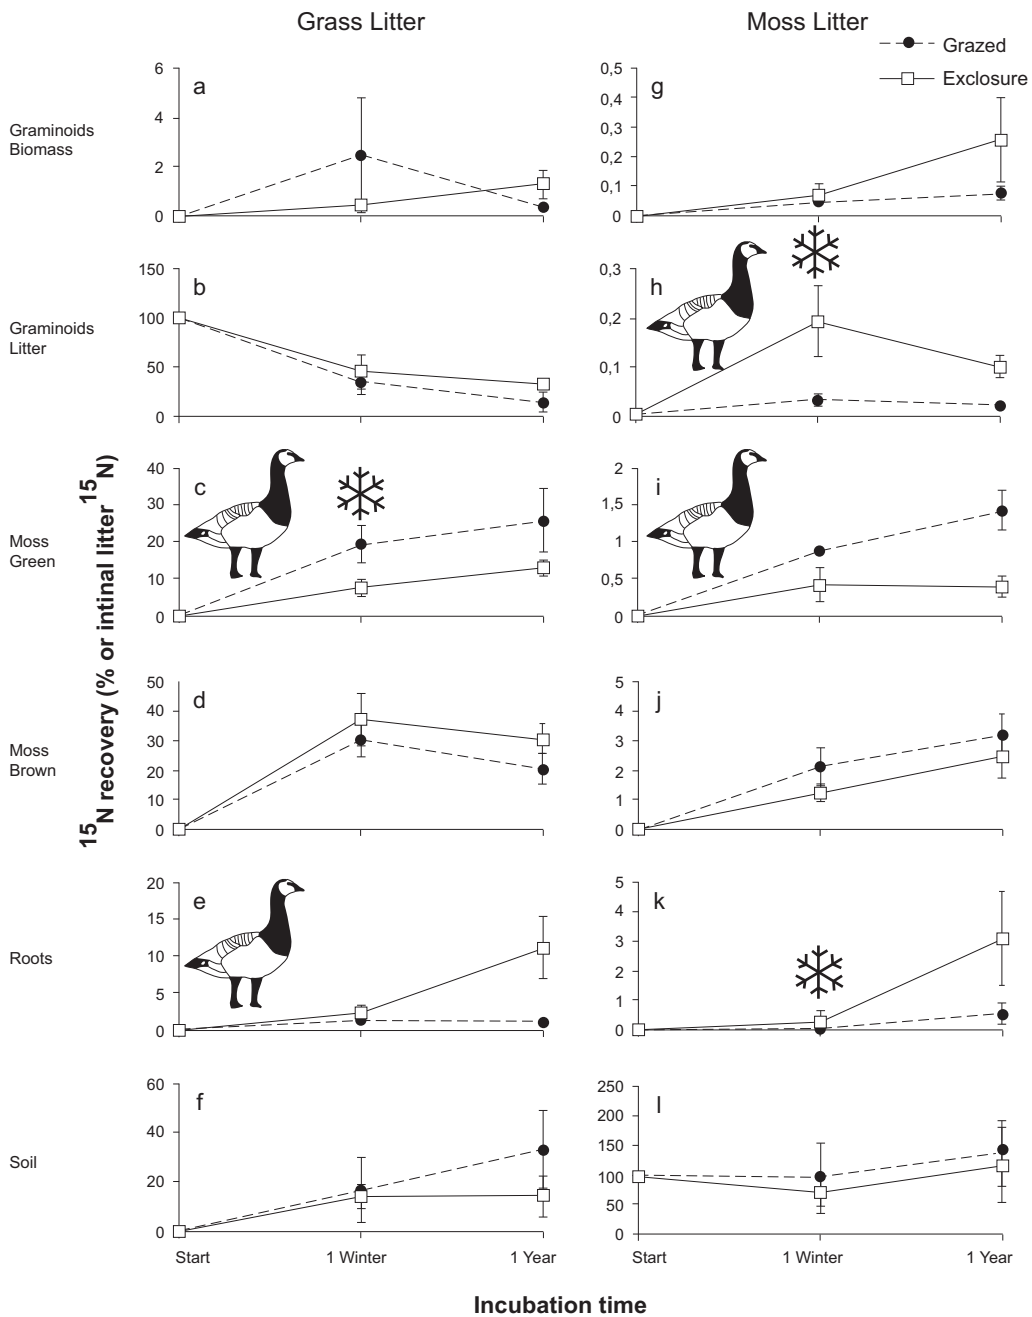 Grass Litter
Moss Litter
Grazed
Exclosure
Graminoids
Biomass
a
6
4
2
0
g
0,5
0,4
0,3
0,2
0,1
0
Graminoids
Litter
b
150
100
50
0
h
0,3
0,2
0,1
0
Moss
Green
c
40
30
20
10
0
i
2
1,5
1
0,5
0
Moss
Brown
d
50
40
30
20
10
0
j
5
4
3
2
1
0
Roots
e
20
15
10
5
0
k
5
4
3
2
1
0
Soil
f
60
40
20
0
l
250
200
150
100
50
0
15N recovery (% or intinal litter 15N)
Start
1 Winter
1 Year
Start
1 Winter
1 Year
Incubation time